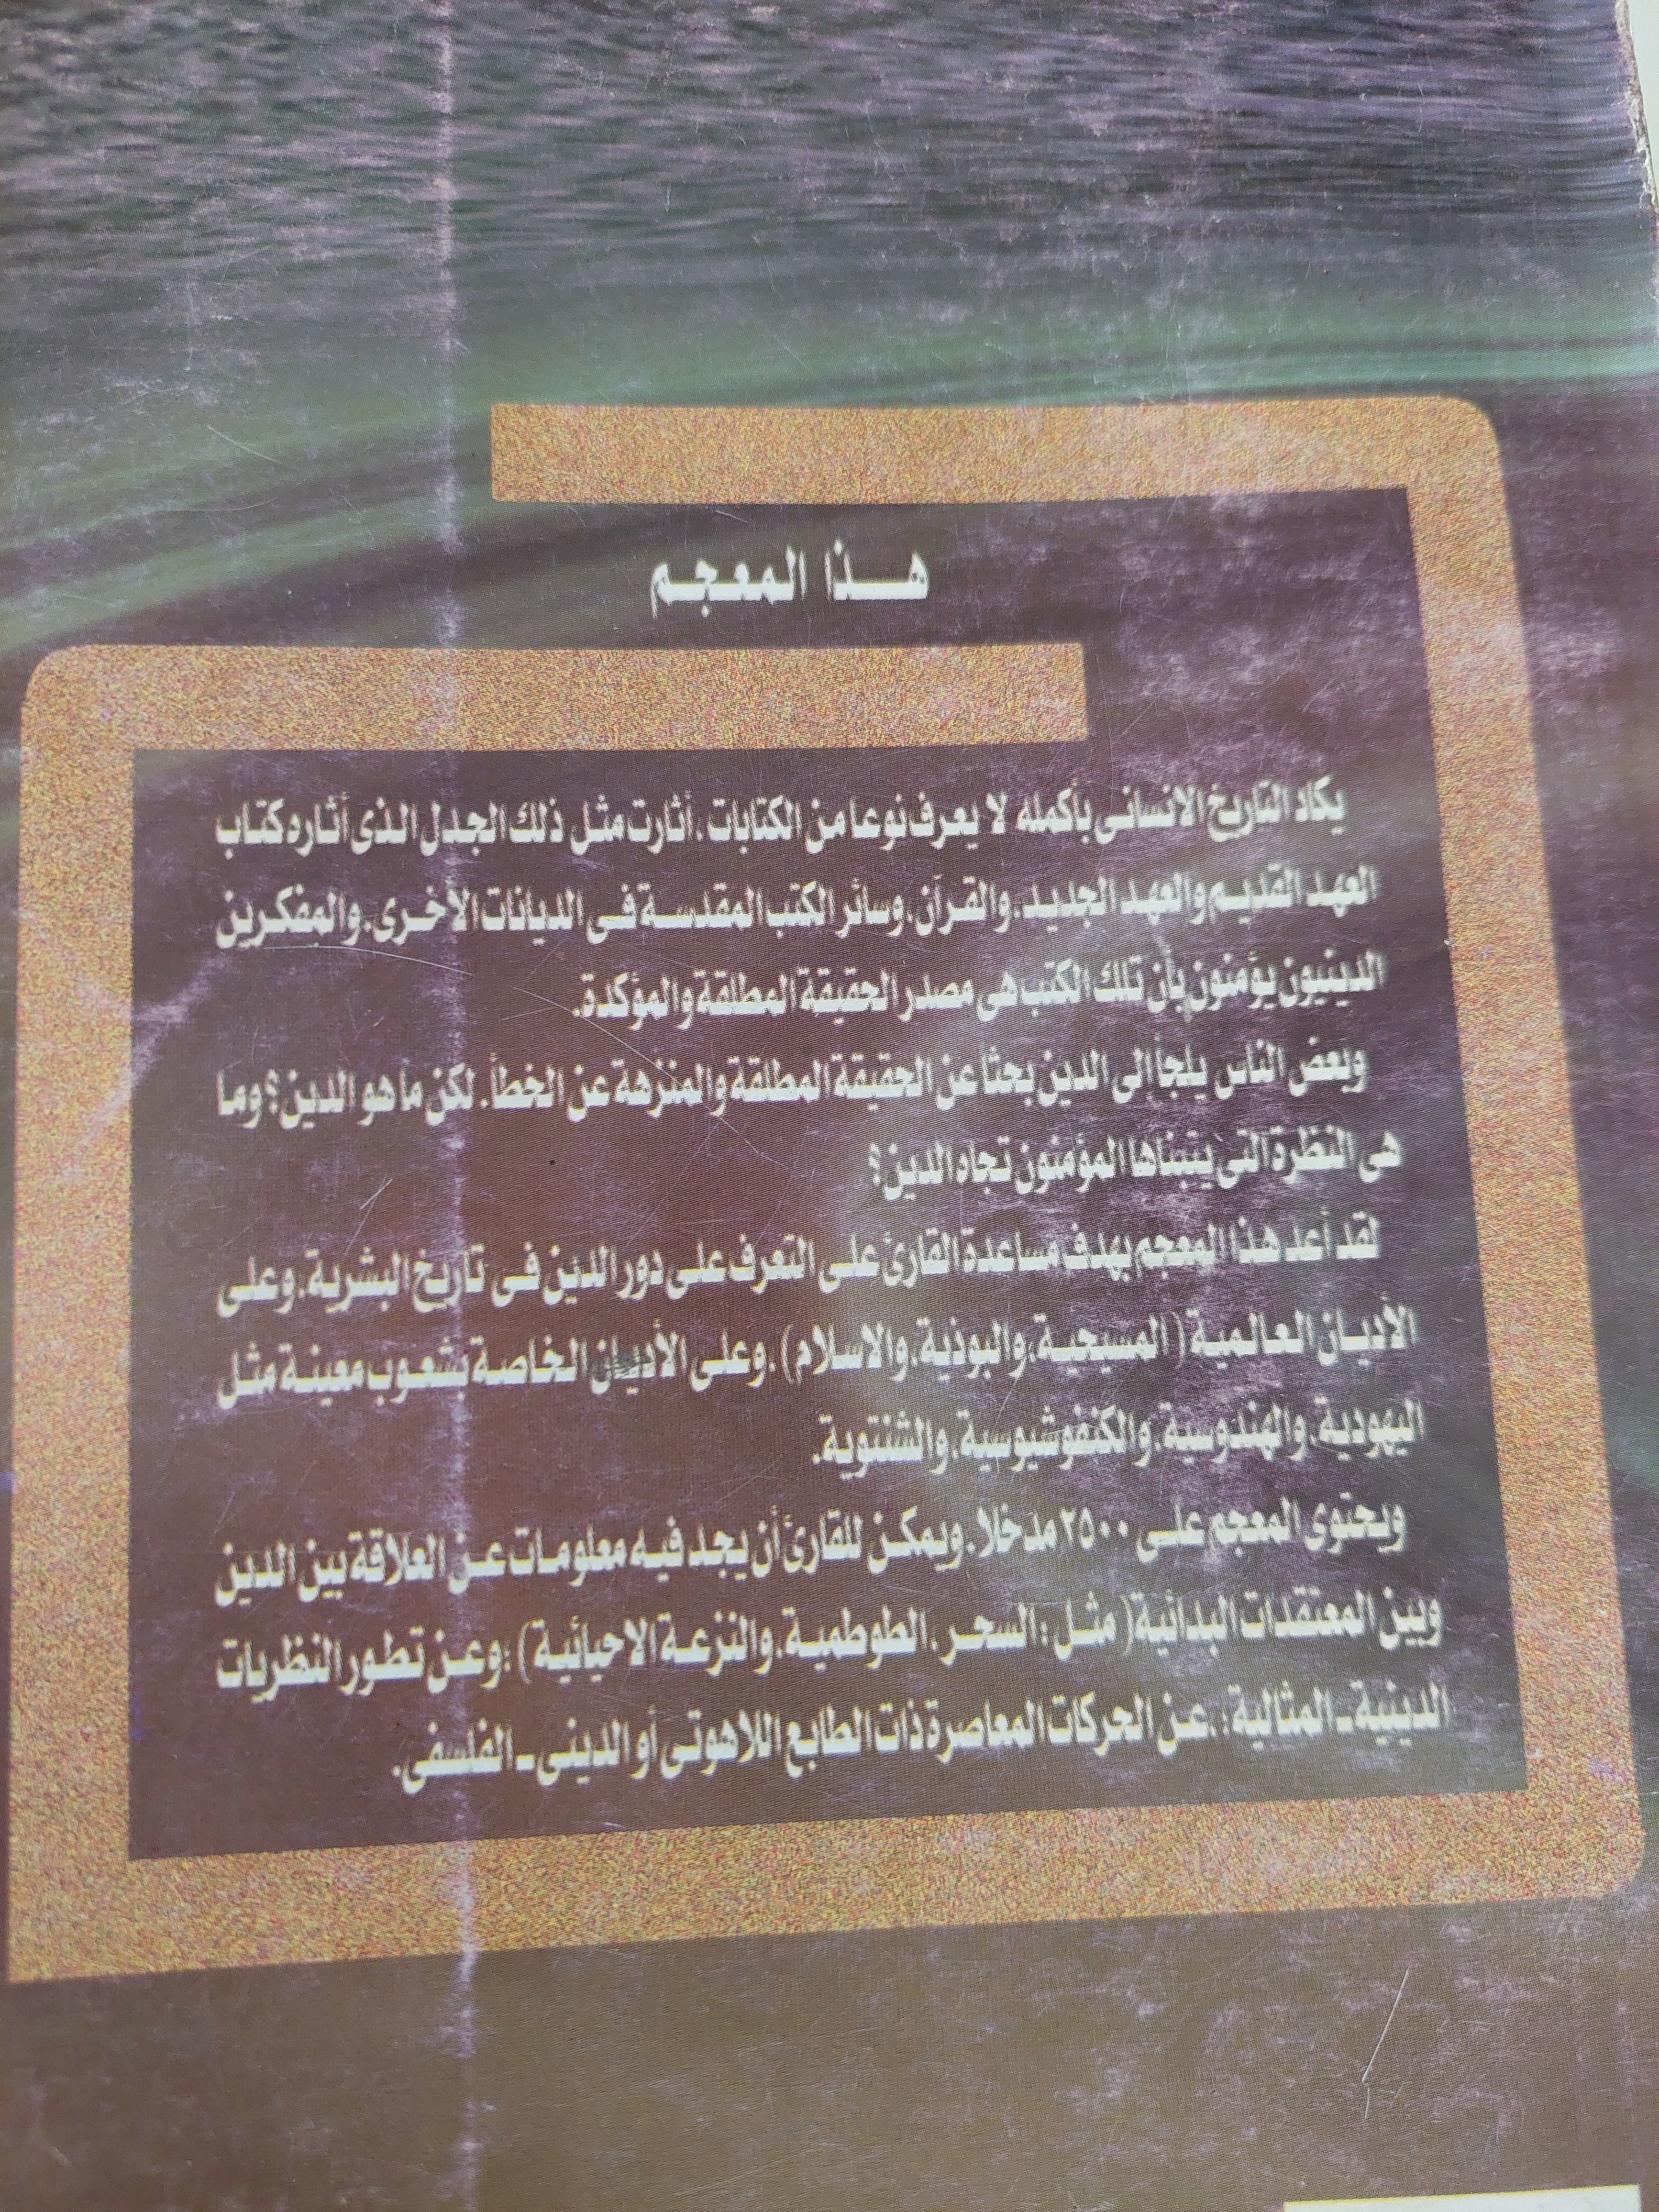 هذا المعجم
يكاد التاريخ الانسانى بأكمله لا يعرف نوعا من الكتابات، أثارت مثل ذلك الجدل الذى أثاره كتاب
العهد القديم والعهد الجديد، والقرآن، وسائر الكتب المقدسة فى الديانات الأخرى، والمفكرين
الدينيون يؤمنون بأن تلك الكتب هى مصدر الحقيقة المطلقة والمؤكدة.
وبعض الناس يلجأ إلى الدين بحثا عن الحقيقة المطلقة والمنزهة عن الخطأ. لكن ما هو الدين؟ وما
هى النظرة التى يتبناها المؤمنون تجاه الدين؟
لقد أعد هذا المعجم بهدف مساعدة القارئ على التعرف على دور الدين فى تاريخ البشرية، وعلى
الأديان العالمية (المسيحية، والبوذية، والاسلام)، وعلى الأديان الخاصة بشعوب معينة مثل
اليهودية، والهندوسية، والكنفوشيوسية، والشنتوية.
ويحتوى المعجم على ٢٥٠٠ مدخلا، ويمكن للقارئ أن يجد فيه معلومات عن العلاقة بين الدين
وبين المعتقدات البدائية (مثل: السحر، الطوطمية، والنزعة الاحيائية)؛ وعن تطور النظريات
الدينية ـ المثالية؛ .عن الحركات المعاصرة ذات الطابع اللاهوتى أو الدينى ـ الفلسفى.